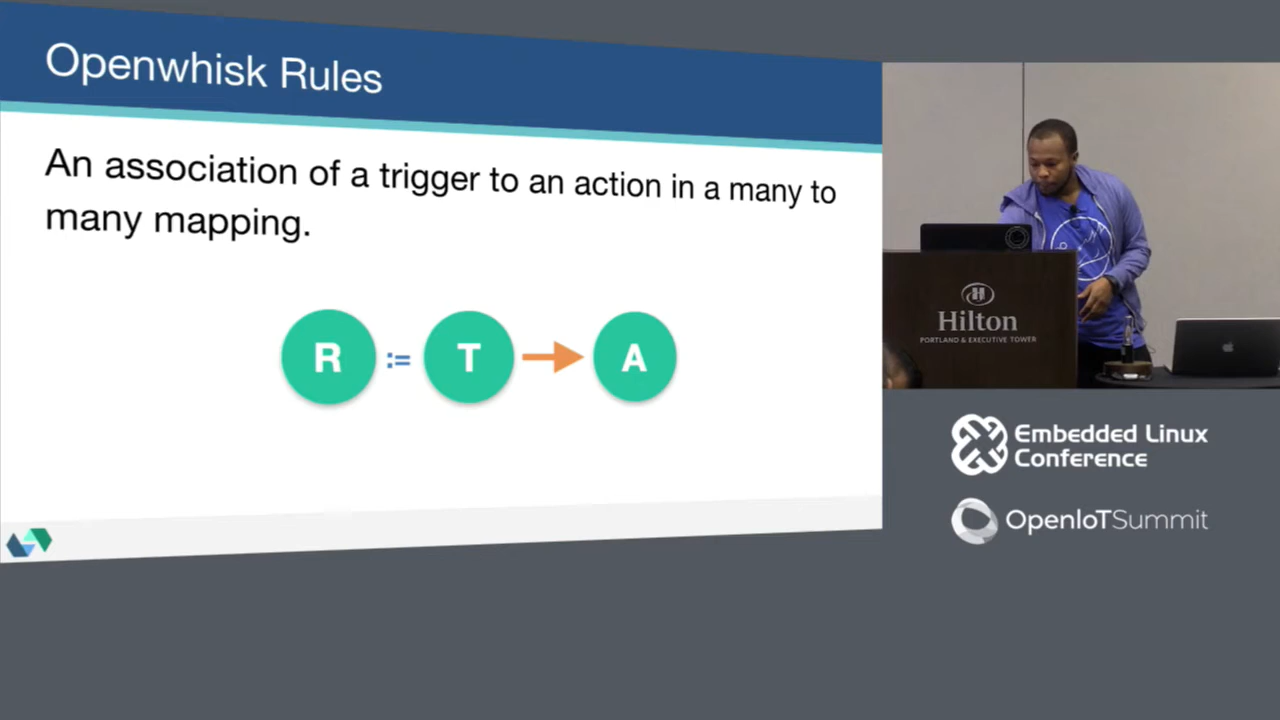 Openwhisk Rules
An association of a trigger to an action in a many to
many mapping.
R := T A
Hilton
PORTLAND & EXECUTIVE TOWER
Embedded Linux
Conference
OpenIoTSummit